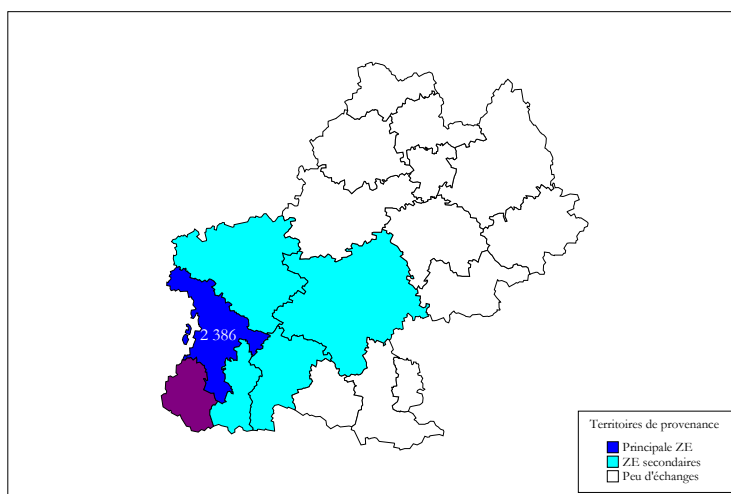 2 386
Territoires de provenance
Principale ZE
ZE secondaires
Peu d'échanges